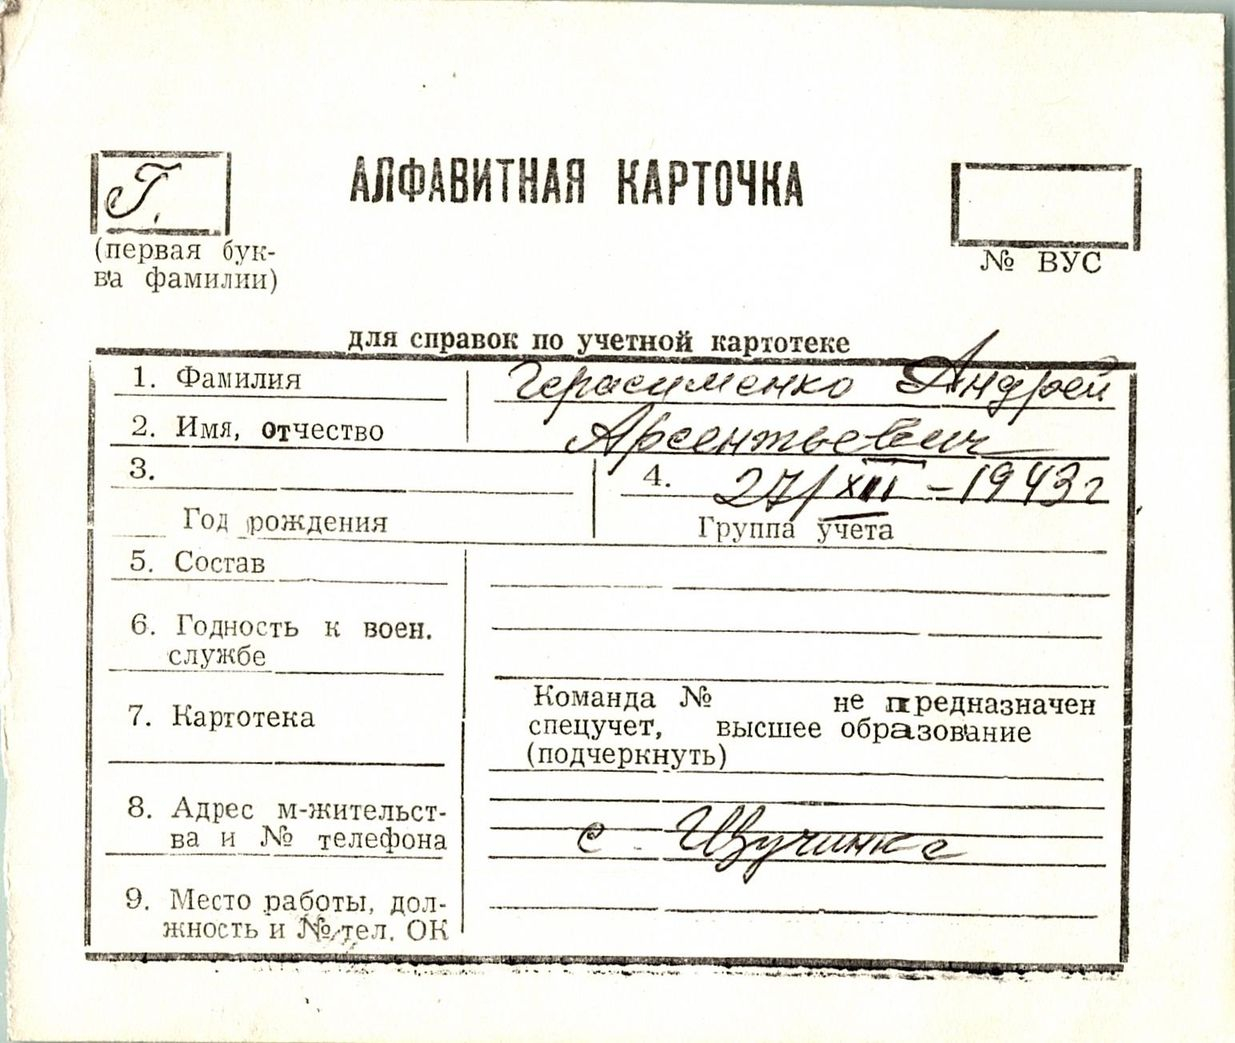 Г.
АЛФАВИТНАЯ КАРТОЧКА
(первая бук-
ва фамилии)
№ ВУС
для справок по учетной картотеке
1. Фамилия Герасименко Андрей
2. Имя, отчество Арсентьевич
3.
4. 27/XII - 1943 г
Год рождения
Группа учета
5. Состав
6. Годность к воен.
службе
7. Картотека
Команда № не предназначен
спецучет, высшее образование
(подчеркнуть)
8. Адрес м-жительст-
ва и № телефона
с.
9. Место работы, дол-
жность и № тел. ОК